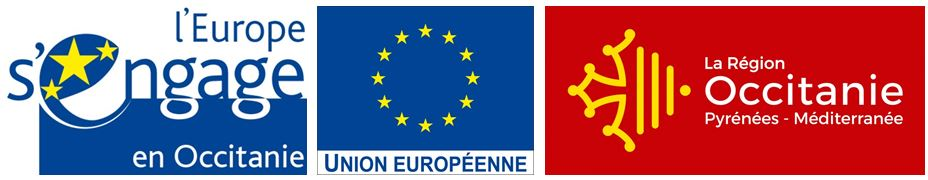 l'Europe
s'engage
en Occitanie
UNION EUROPÉENNE
La Région
Occitanie
Pyrénées - Méditerranée